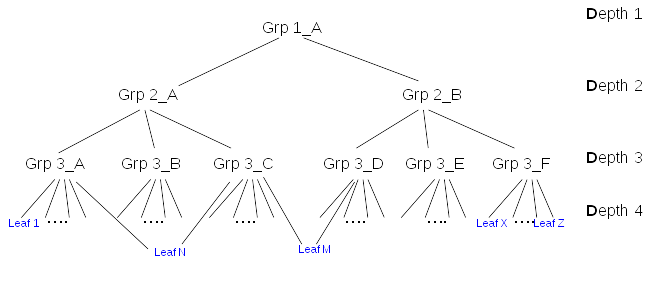 Depth 1
Grp 1_A
Depth 2
Grp 2_A Grp 2_B
Depth 3
Grp 3_A Grp 3_B Grp 3_C Grp 3_D Grp 3_E Grp 3_F
Depth 4
Leaf 1 .... .... .... .... .... Leaf X .... Leaf Z
Leaf N Leaf M